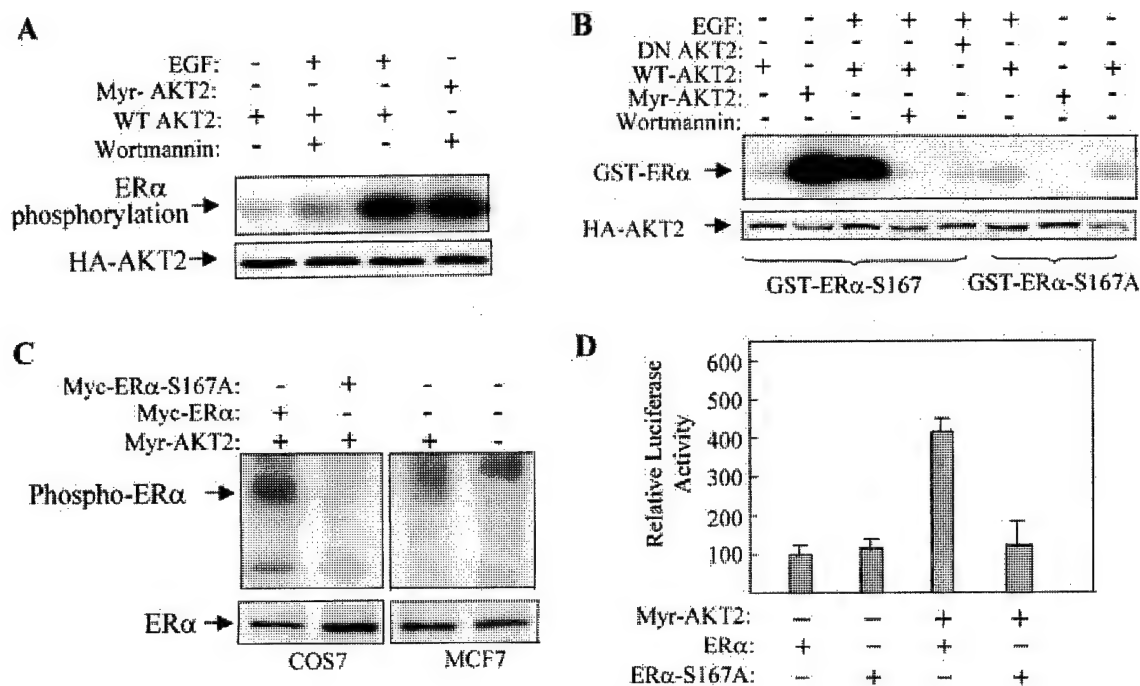 A
EGF: - + + -
Myr- AKT2: - - - +
WT AKT2: + + + -
Wortmannin: - + - +
ERα phosphorylation
HA-AKT2
B
EGF: - - + + + + - -
DN AKT2: - - - - + - - -
WT-AKT2: + - + + - + - +
Myr-AKT2: - + - - - - + -
Wortmannin: - - - + - - - -
GST-ERα
HA-AKT2
GST-ERα-S167 GST-ERα-S167A
C
Myc-ERα-S167A: - + - -
Myc-ERα: + - - -
Myr-AKT2: + + + -
Phospho-ERα
ERα
COS7 MCF7
D
Relative Luciferase Activity
600
500
400
300
200
100
Myr-AKT2: — — + +
ERα: + — + —
ERα-S167A: — + — +